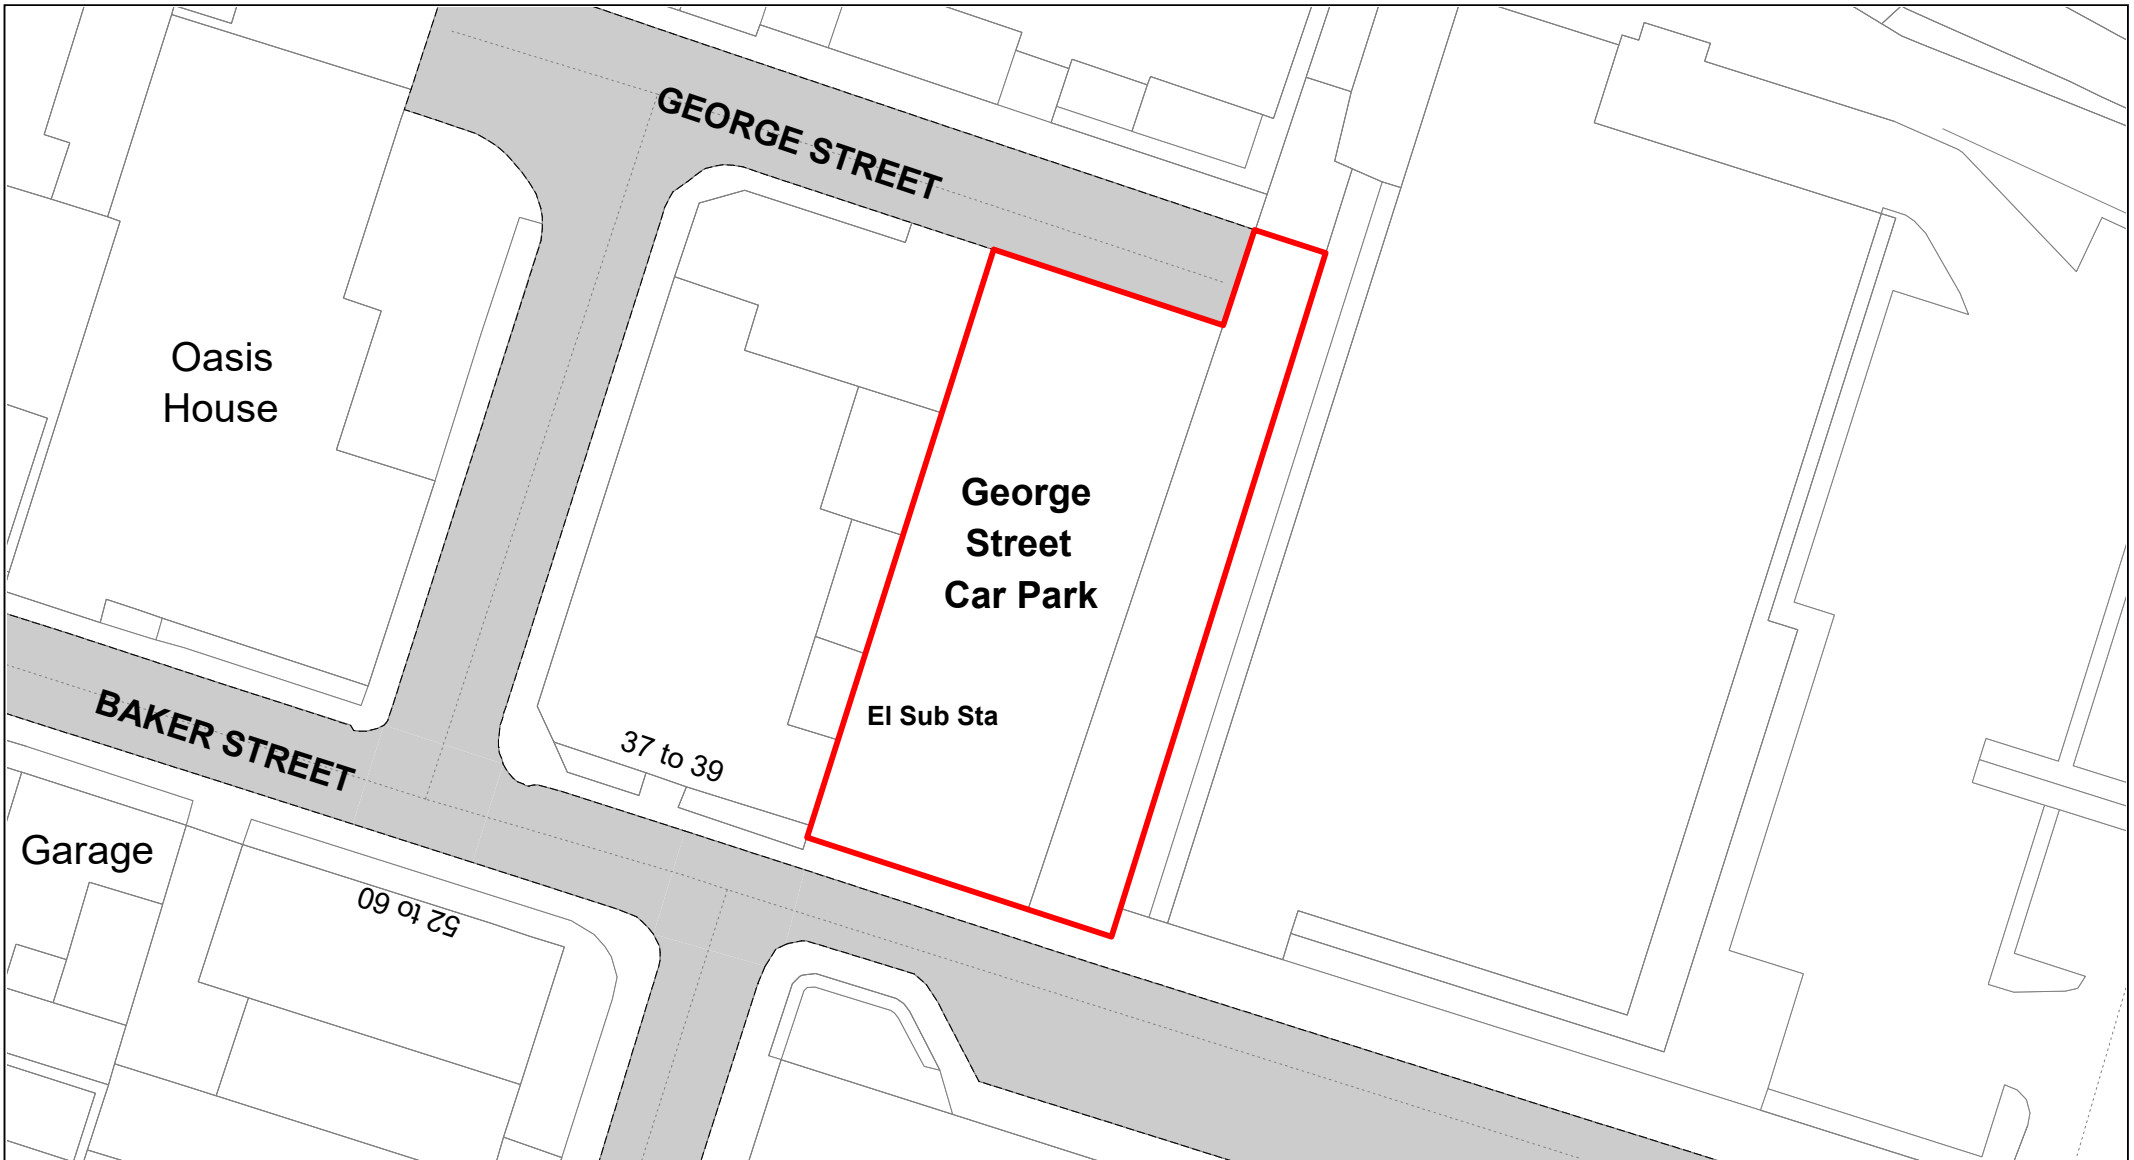 GEORGE STREET
Oasis
House
George
Street
Car Park
El Sub Sta
BAKER STREET
37 to 39
Garage
52 to 60